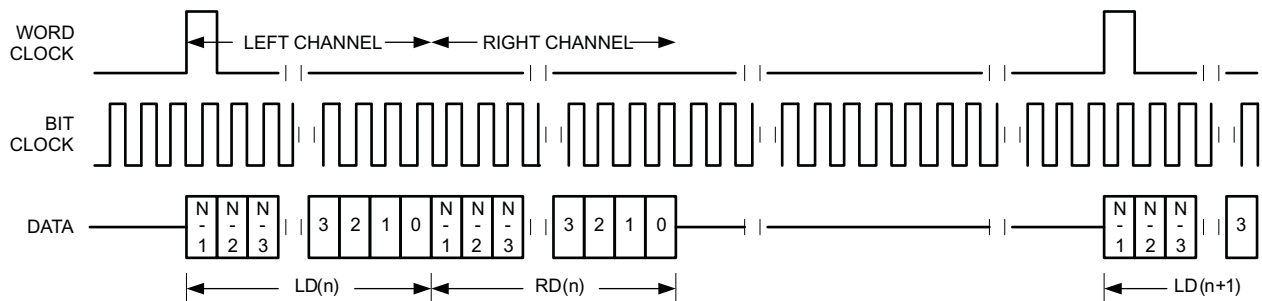 WORD
CLOCK
LEFT CHANNEL
RIGHT CHANNEL
BIT
CLOCK
DATA
N
-
1
N
-
2
N
-
3
3 2 1 0
N
-
1
N
-
2
N
-
3
3 2 1 0
N
-
1
N
-
2
N
-
3
3
LD(n)
RD(n)
LD(n+1)